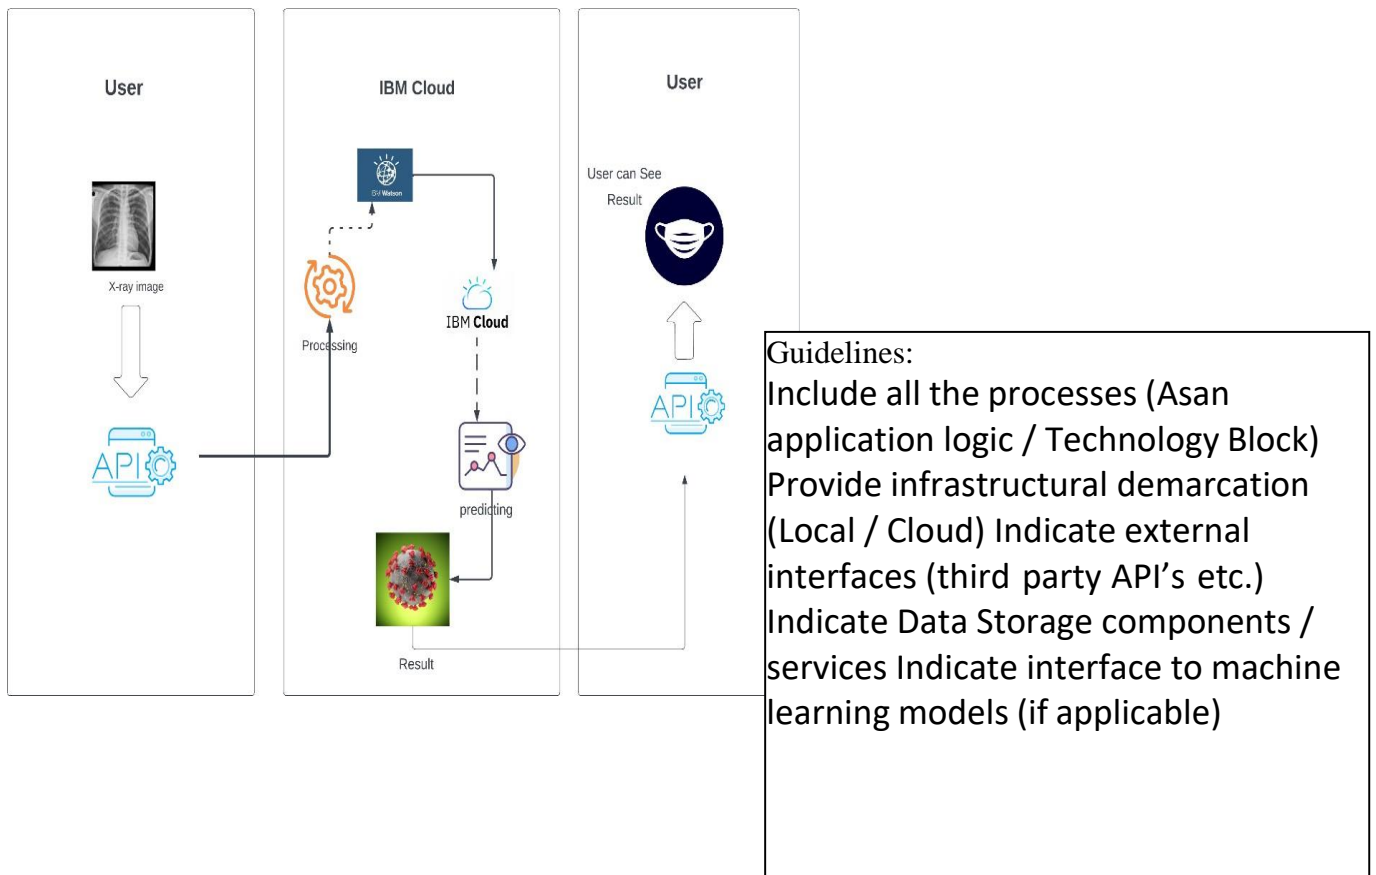 User
X-ray image
API
IBM Cloud
IBM Watson
Processing
IBM Cloud
predicting
Result
User
User can See
Result
API
Guidelines:
Include all the processes (Asan
application logic / Technology Block)
Provide infrastructural demarcation
(Local / Cloud) Indicate external
interfaces (third party API’s etc.)
Indicate Data Storage components /
services Indicate interface to machine
learning models (if applicable)